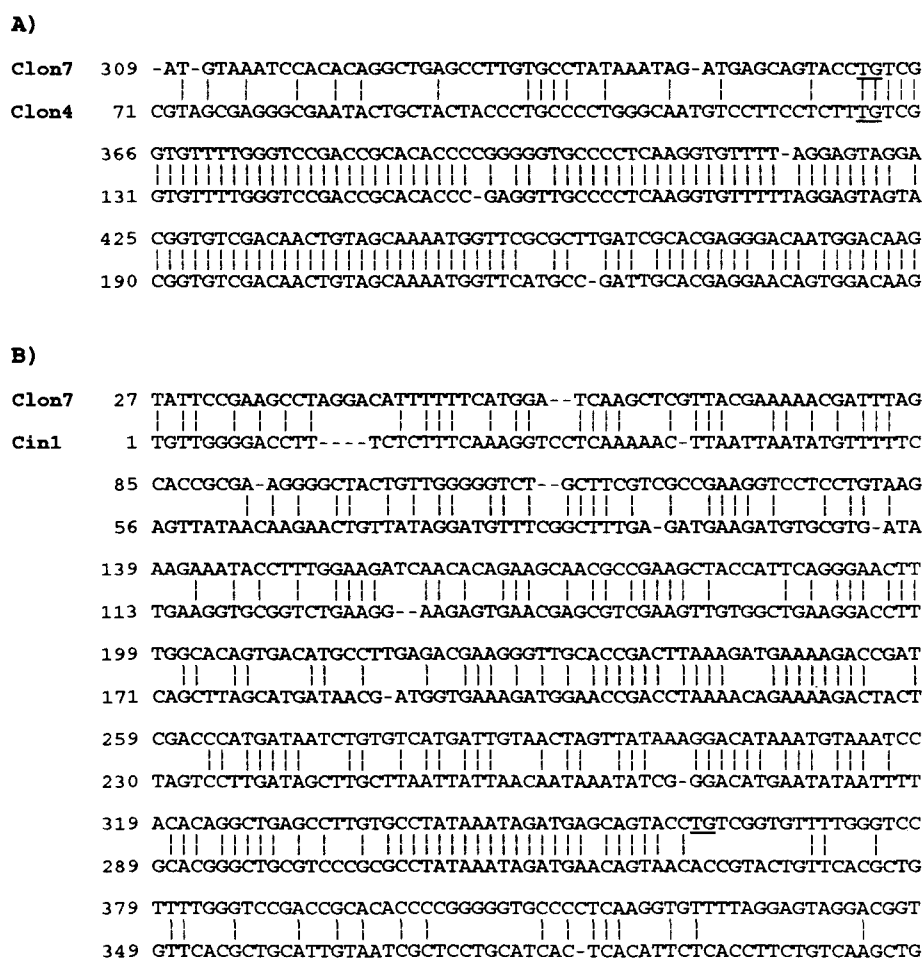 A)
Clon7 309 -AT-GTAAATCCACACAGGCTGAGCCTTGTGCCTATAAATAG-ATGAGCAGTACCTGTCG
Clon4 71 CGTAGCGAGGGCGAATACTGCTACTACCCTGCCCCTGGGCAATGTCCTTCCTCTTTGTCG
366 GTGTTTTGGGTCCGACCGCACACCCCGGGGGTGCCCCTCAAGGTGTTTT-AGGAGTAGGA
131 GTGTTTTGGGTCCGACCGCACACCC-GAGGTTGCCCCTCAAGGTGTTTTTAGGAGTAGTA
425 CGGTGTCGACAACTGTAGCAAAATGGTTCGCGCTTGATCGCACGAGGGACAATGGACAAG
190 CGGTGTCGACAACTGTAGCAAAATGGTTCATGCC-GATTGCACGAGGAACAGTGGACAAG
B)
Clon7 27 TATTCCGAAGCCTAGGACATTTTTTCATGGA--TCAAGCTCGTTACGAAAAACGATTTAG
Cin1 1 TGTTGGGGACCTT----TCTCTTTCAAAGGTCCTCAAAAAC-TTAATTAATATGTTTTTC
85 CACCGCGA-AGGGGCTACTGTTGGGGGTCT--GCTTCGTCGCCGAAGGTCCTCCTGTAAG
56 AGTTATAACAAGAACTGTTATAGGATGTTTCGGCTTTGA-GATGAAGATGTGCGTG-ATA
139 AAGAAATACCTTTGGAAGATCAACACAGAAGCAACGCCGAAGCTACCATTCAGGGAACTT
113 TGAAGGTGCGGTCTGAAGG--AAGAGTGAACGAGCGTCGAAGTTGTGGCTGAAGGACCTT
199 TGGCACAGTGACATGCCTTGAGACGAAGGGTTGCACCGACTTAAAGATGAAAAGACCGAT
171 CAGCTTAGCATGATAACG-ATGGTGAAAGATGGAACCGACCTAAAACAGAAAAGACTACT
259 CGACCCATGATAATCTGTGTCATGATTGTAACTAGTTATAAAGGACATAAATGTAAATCC
230 TAGTCCTTGATAGCTTGCTTAATTATTAACAATAAATATCG-GGACATGAATATAATTTT
319 ACACAGGCTGAGCCTTGTGCCTATAAATAGATGAGCAGTACCTGTCGGTGTTTTGGGTCC
289 GCACGGGCTGCGTCCCGCGCCTATAAATAGATGAACAGTAACACCGTACTGTTCACGCTG
379 TTTTGGGTCCGACCGCACACCCCGGGGGTGCCCCTCAAGGTGTTTTAGGAGTAGGACGGT
349 GTTCACGCTGCATTGTAATCGCTCCTGCATCAC-TCACATTCTCACCTTCTGTCAAGCTG